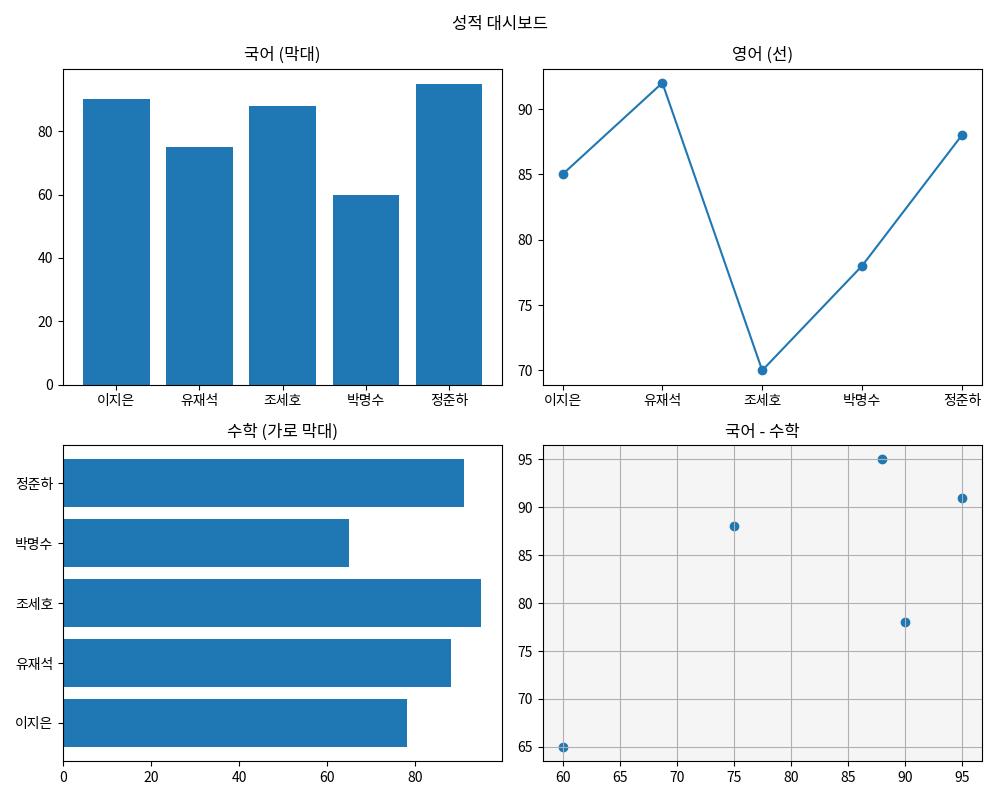 성적 대시보드
국어 (막대)
80
60
40
20
0
이지은 유재석 조세호 박명수 정준하
영어 (선)
90
85
80
75
70
이지은 유재석 조세호 박명수 정준하
수학 (가로 막대)
정준하
박명수
조세호
유재석
이지은
0 20 40 60 80
국어 - 수학
95
90
85
80
75
70
65
60 65 70 75 80 85 90 95